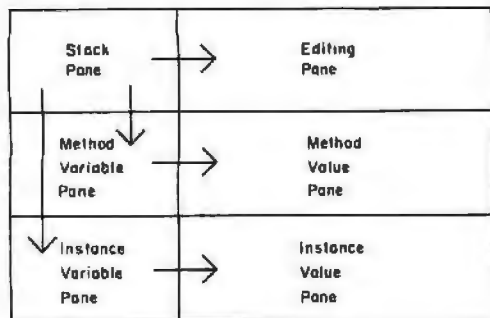 Stack
Pane
Editing
Pane
Method
Variable
Pane
Method
Value
Pane
Instance
Variable
Pane
Instance
Value
Pane